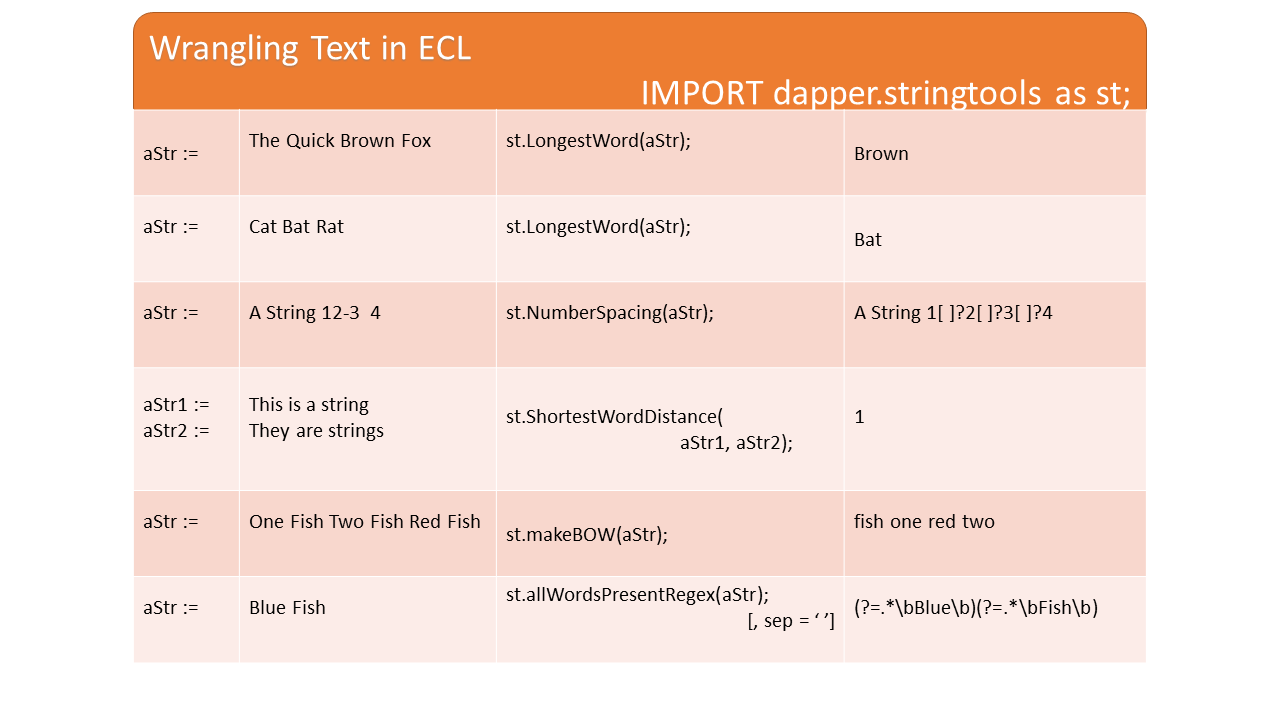 Wrangling Text in ECL
IMPORT dapper.stringtools as st;
aStr :=
The Quick Brown Fox
st.LongestWord(aStr);
Brown
aStr :=
Cat Bat Rat
st.LongestWord(aStr);
Bat
aStr :=
A String 12-3  4
st.NumberSpacing(aStr);
A String 1[ ]?2[ ]?3[ ]?4
aStr1 :=
aStr2 :=
This is a string
They are strings
st.ShortestWordDistance(
aStr1, aStr2);
1
aStr :=
One Fish Two Fish Red Fish
st.makeBOW(aStr);
fish one red two
aStr :=
Blue Fish
st.allWordsPresentRegex(aStr);
[, sep = ‘ ’]
(?=.*\bBlue\b)(?=.*\bFish\b)